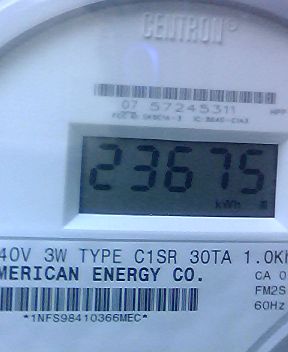 CENTRON®
07 57245311
23675
kWh
40V 3W TYPE C1SR 30TA 1.0Kh
MERICAN ENERGY CO.
CA 0
FM2S
60Hz
*1NFS98410366MEC*